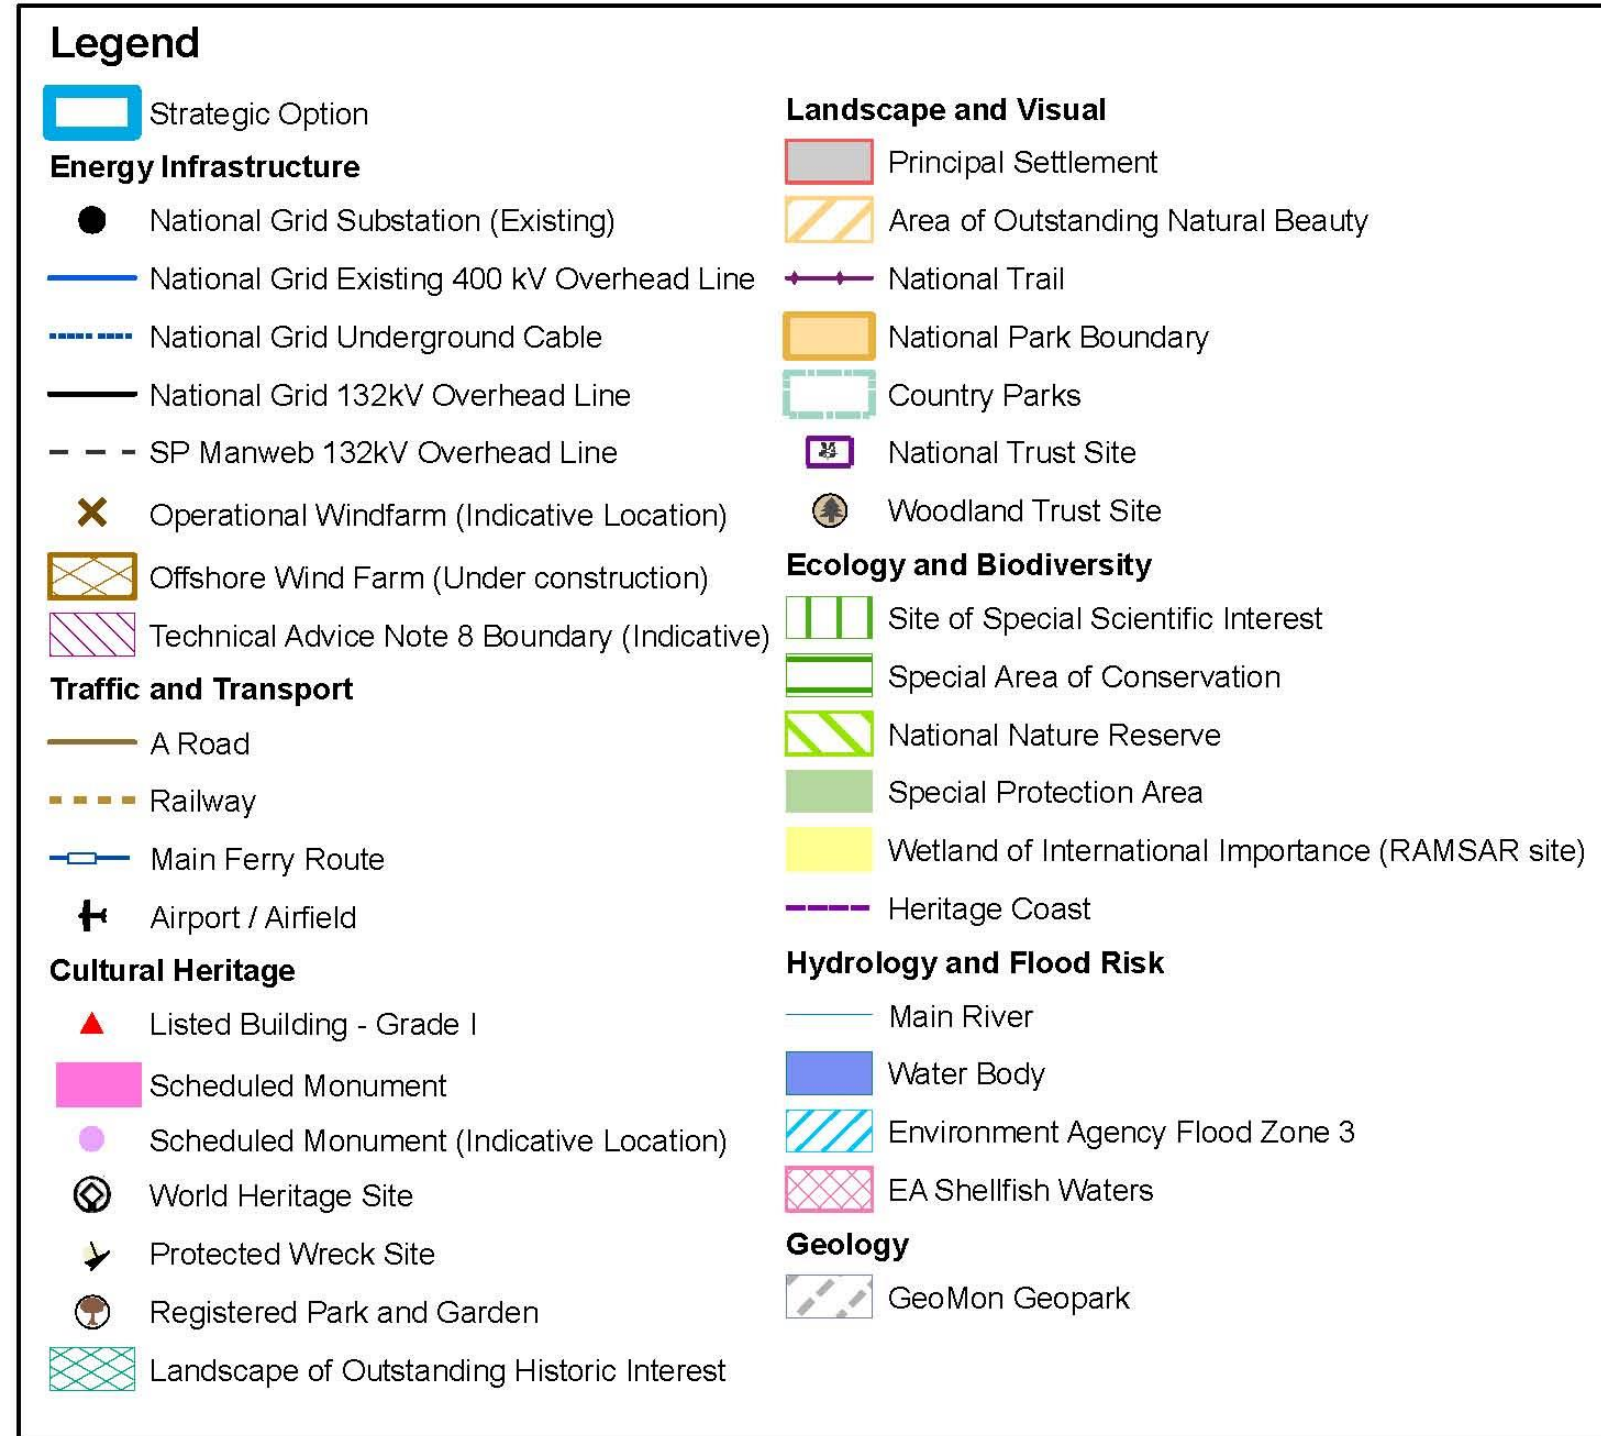 Legend
Strategic Option
Energy Infrastructure
National Grid Substation (Existing)
National Grid Existing 400 kV Overhead Line
National Grid Underground Cable
National Grid 132kV Overhead Line
SP Manweb 132kV Overhead Line
Operational Windfarm (Indicative Location)
Offshore Wind Farm (Under construction)
Technical Advice Note 8 Boundary (Indicative)
Traffic and Transport
A Road
Railway
Main Ferry Route
Airport / Airfield
Cultural Heritage
Listed Building - Grade I
Scheduled Monument
Scheduled Monument (Indicative Location)
World Heritage Site
Protected Wreck Site
Registered Park and Garden
Landscape of Outstanding Historic Interest
Landscape and Visual
Principal Settlement
Area of Outstanding Natural Beauty
National Trail
National Park Boundary
Country Parks
National Trust Site
Woodland Trust Site
Ecology and Biodiversity
Site of Special Scientific Interest
Special Area of Conservation
National Nature Reserve
Special Protection Area
Wetland of International Importance (RAMSAR site)
Heritage Coast
Hydrology and Flood Risk
Main River
Water Body
Environment Agency Flood Zone 3
EA Shellfish Waters
Geology
GeoMon Geopark